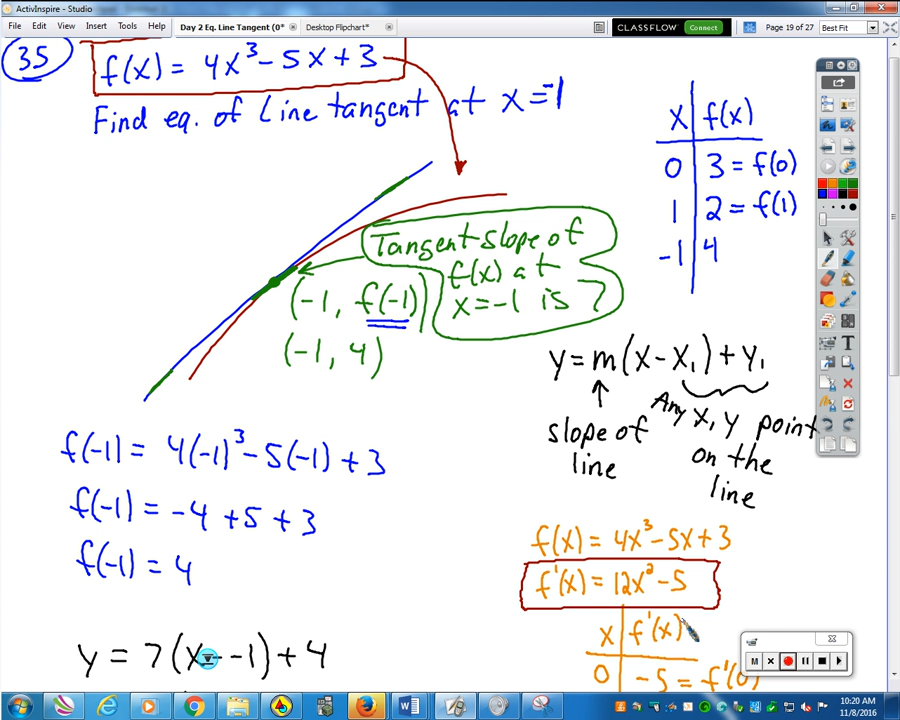 ActivInspire - Studio
File Edit View Insert Tools Help
Day 2 Eq. Line Tangent (0*
Desktop Flipchart*
CLASSFLOW Connect
Page 19 of 27
Best Fit
35
f(x) = 4x³ - 5x + 3
Find eq. of Line tangent at x = -1
x f(x)
0 3 = f(0)
1 2 = f(1)
-1 4
Tangent slope of
f(x) at
x = -1 is 7
(-1, f(-1))
(-1, 4)
y = m(x - x₁) + y₁
slope of
line
Any x, y point
on the
line
f(-1) = 4(-1)³ - 5(-1) + 3
f(-1) = -4 + 5 + 3
f(-1) = 4
y = 7(x - -1) + 4
f(x) = 4x³ - 5x + 3
f'(x) = 12x² - 5
x f'(x)
0 -5 = f'(0)
10:20 AM
11/8/2016